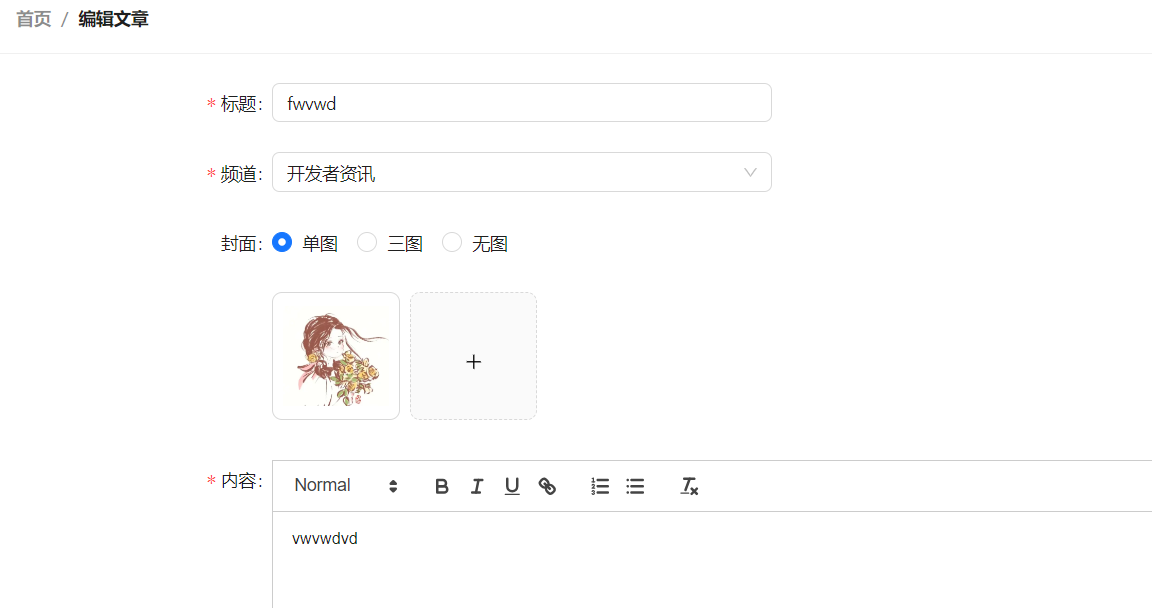 首页 / 编辑文章
* 标题: fwvwd
* 频道: 开发者资讯
封面: 单图 三图 无图
* 内容: Normal
vwvwdvd